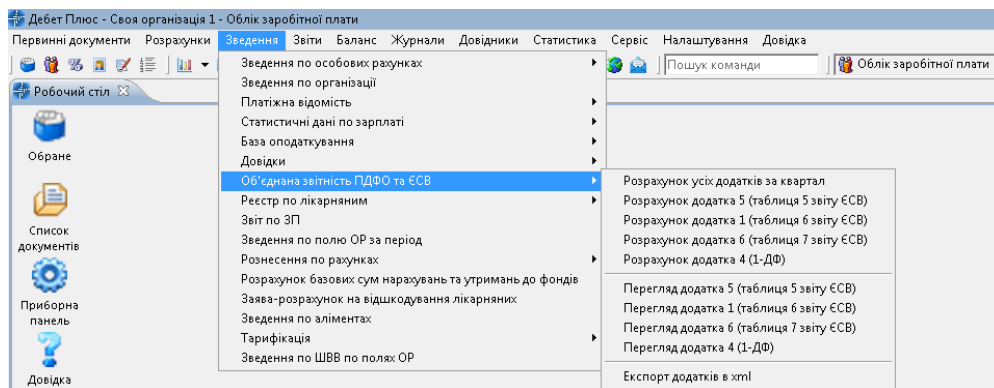 Дебет Плюс - Своя організація 1 - Облік заробітної плати
Первинні документи Розрахунки Зведення Звіти Баланс Журнали Довідники Статистика Сервіс Налаштування Довідка
Пошук команди Облік заробітної плати
Робочий стіл
Обране
Список
документів
Приборна
панель
Довідка
Зведення по особових рахунках
Зведення по організації
Платіжна відомість
Статистичні дані по зарплаті
База оподаткування
Довідки
Об'єднана звітність ПДФО та ЄСВ
Реєстр по лікарняним
Звіт по ЗП
Зведення по полю ОР за період
Рознесення по рахунках
Розрахунок базових сум нарахувань та утримань до фондів
Заява-розрахунок на відшкодування лікарняних
Зведення по аліментах
Тарифікація
Зведення по ШВВ по полях ОР
Розрахунок усіх додатків за квартал
Розрахунок додатка 5 (таблиця 5 звіту ЄСВ)
Розрахунок додатка 1 (таблиця 6 звіту ЄСВ)
Розрахунок додатка 6 (таблиця 7 звіту ЄСВ)
Розрахунок додатка 4 (1-ДФ)
Перегляд додатка 5 (таблиця 5 звіту ЄСВ)
Перегляд додатка 1 (таблиця 6 звіту ЄСВ)
Перегляд додатка 6 (таблиця 7 звіту ЄСВ)
Перегляд додатка 4 (1-ДФ)
Експорт додатків в xml